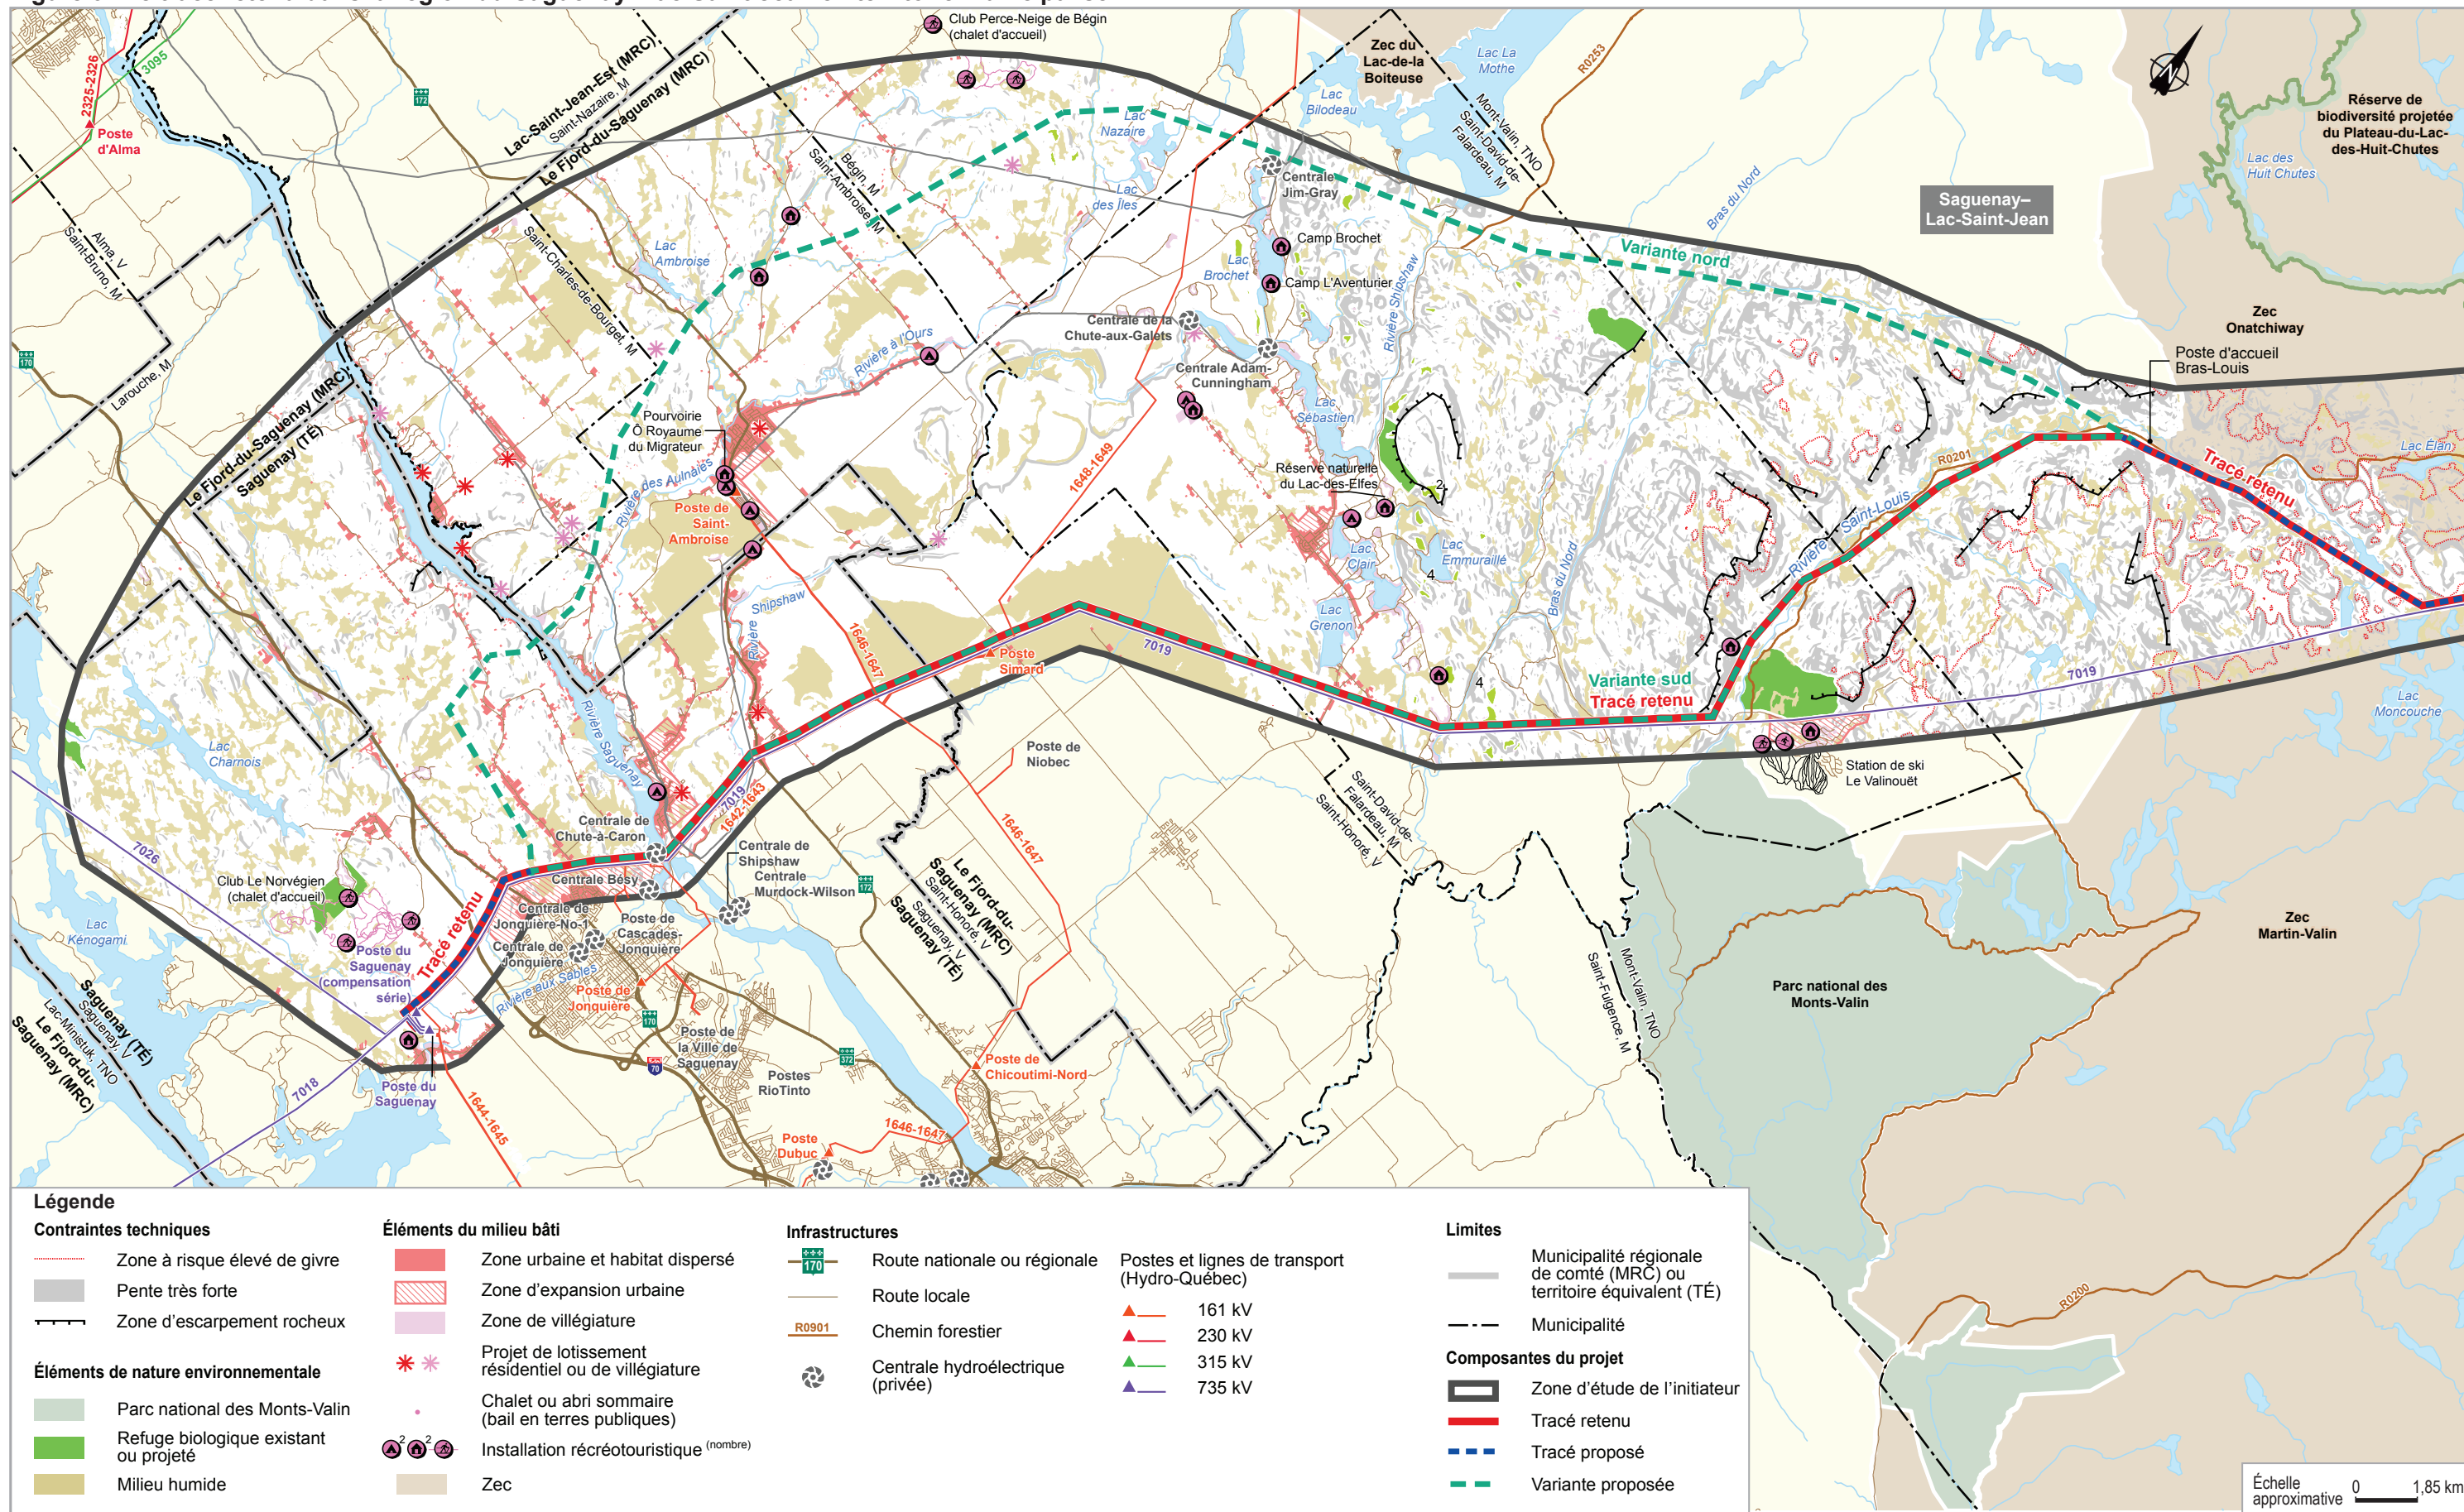 Club Perce-Neige de Bégin
(chalet d'accueil)
Zec du
Lac-de-la
Boiteuse
Lac La
Mothe
R0253
Réserve de
biodiversité projetée
du Plateau-du-Lac-
des-Huit-Chutes
Lac des
Huit Chutes
N
2325-2326
3095
Poste
d'Alma
172
Lac-Saint-Jean-Est (MRC)
Saint-Nazaire, M
Le Fjord-du-Saguenay (MRC)
Bégin, M
Saint-Ambroise, M
Lac
Nazaire
Lac
Bilodeau
Lac
des Îles
Centrale
Jim-Gray
Mont-Valin, TNO
Saint-David-de-
Falardeau, M
Bras du Nord
Saguenay–
Lac-Saint-Jean
Alma, V
Saint-Bruno, M
Saint-Charles-de-Bourget, M
Lac
Ambroise
Camp Brochet
Lac
Brochet
Camp L'Aventurier
Rivière Shipshaw
Variante nord
Zec
Onatchiway
Poste d'accueil
Bras-Louis
170
Larouche, M
Rivière à l'Ours
Centrale de la
Chute-aux-Galets
Centrale Adam-
Cunningham
Le Fjord-du-Saguenay (MRC)
Saguenay (TÉ)
Pourvoirie
Ô Royaume
du Migrateur
Rivière des Aulnaies
Poste de
Saint-
Ambroise
1648-1649
Lac
Sébastien
Réserve naturelle
du Lac-des-Elfes
2
Lac Élan
Tracé retenu
R0201
Rivière Saint-Louis
Lac
Clair
Lac
Emmuraillé
4
Bras du Nord
Lac
Grenon
Rivière Shipshaw
1646-1647
Poste
Simard
7019
Variante sud
Tracé retenu
4
7019
Lac
Moncouche
Rivière Saguenay
Lac
Charnois
Poste de
Niobec
Station de ski
Le Valinouët
7026
7019
1642-1643
Centrale de
Chute-à-Caron
Centrale de
Shipshaw
Centrale
Murdock-Wilson
Saint-David-de-
Falardeau, M
Saint-Honoré, V
1646-1647
Club Le Norvégien
(chalet d'accueil)
Centrale Bésy
172
Le Fjord-du-
Saguenay (MRC)
Saint-Honoré, V
Saguenay, V
Saguenay (TÉ)
Lac
Kénogami
Centrale de
Jonquière-No-1
Centrale de
Jonquière
Poste de
Cascades-
Jonquière
Tracé retenu
Poste du
Saguenay
(compensation
série)
Rivière aux Sables
Poste de
Jonquière
Zec
Martin-Valin
Mont-Valin, TNO
Saint-Fulgence, M
Parc national des
Monts-Valin
Saguenay (TÉ)
Saguenay, V
Lac-Ministuk, TNO
Le Fjord-du-
Saguenay (MRC)
170
Poste de
la Ville de
Saguenay
372
70
Postes
RioTinto
Poste de
Chicoutimi-Nord
7018
Poste du
Saguenay
1644-1645
Poste
Dubuc
1646-1647
R0200
Légende
Contraintes techniques
Zone à risque élevé de givre
Pente très forte
Zone d'escarpement rocheux
Éléments de nature environnementale
Parc national des Monts-Valin
Refuge biologique existant
ou projeté
Milieu humide
Éléments du milieu bâti
Zone urbaine et habitat dispersé
Zone d'expansion urbaine
Zone de villégiature
Projet de lotissement
résidentiel ou de villégiature
Chalet ou abri sommaire
(bail en terres publiques)
2 2 Installation récréotouristique (nombre)
Zec
Infrastructures
170 Route nationale ou régionale
Route locale
R0901 Chemin forestier
Centrale hydroélectrique
(privée)
Postes et lignes de transport
(Hydro-Québec)
161 kV
230 kV
315 kV
735 kV
Limites
Municipalité régionale
de comté (MRC) ou
territoire équivalent (TÉ)
Municipalité
Composantes du projet
Zone d'étude de l'initiateur
Tracé retenu
Tracé proposé
Variante proposée
Échelle
approximative
0 1,85 km